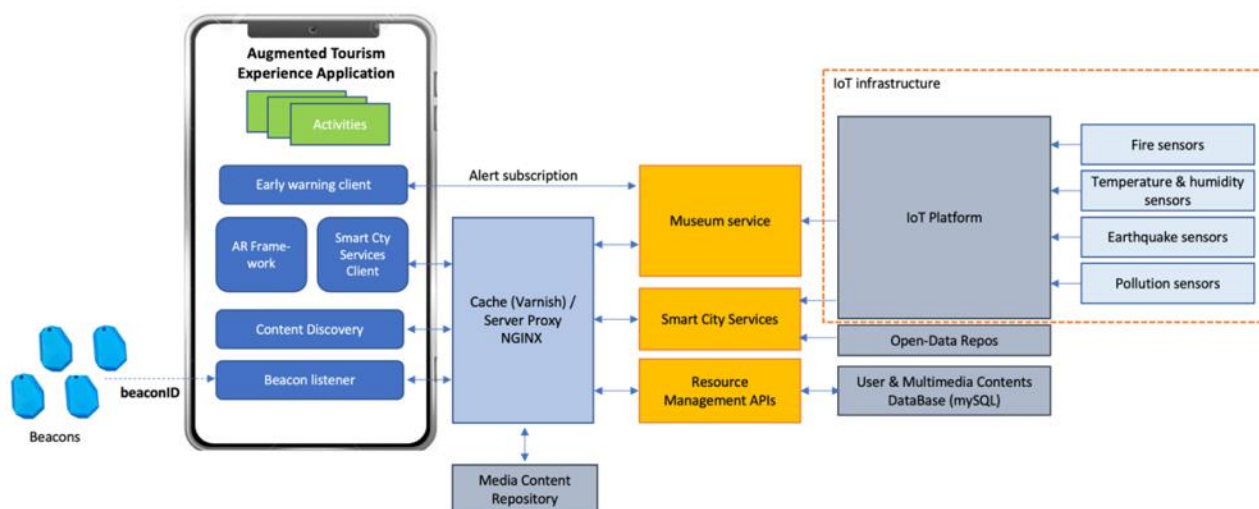 Augmented Tourism
Experience Application
Activities
Early warning client
AR Frame-
work
Smart Cty
Services
Client
Content Discovery
Beacon listener
beaconID
Beacons
Alert subscription
Cache (Varnish) /
Server Proxy
NGINX
Media Content
Repository
Museum service
Smart City Services
Resource
Management APIs
IoT infrastructure
IoT Platform
Open-Data Repos
User & Multimedia Contents
DataBase (mySQL)
Fire sensors
Temperature & humidity
sensors
Earthquake sensors
Pollution sensors